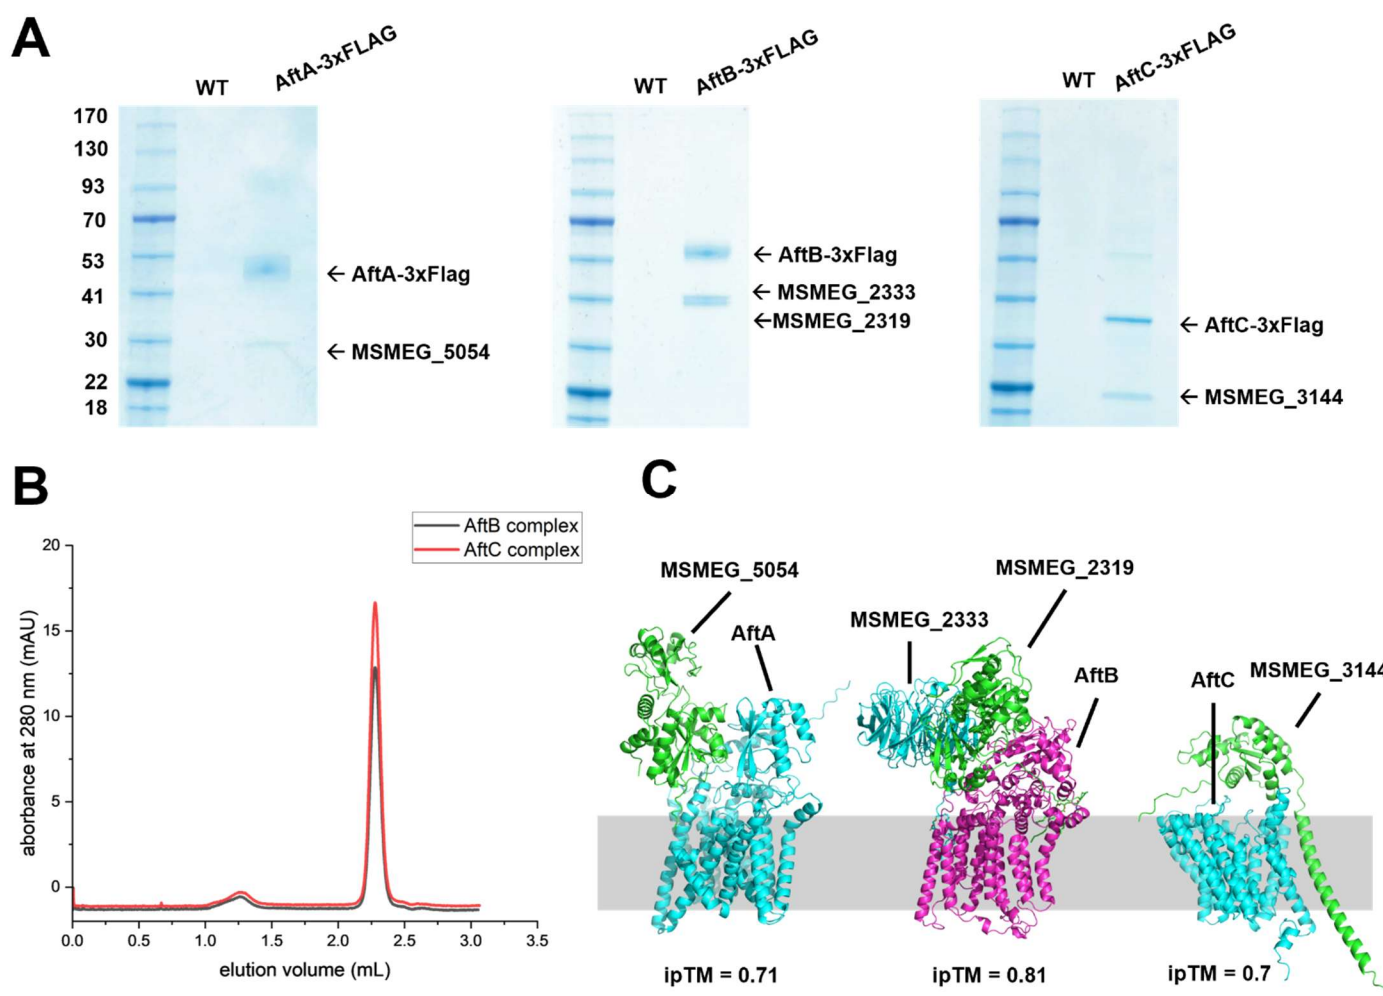 A
WT
AftA-3xFLAG
WT
AftB-3xFLAG
WT
AftC-3xFLAG
170
130
93
70
53
41
30
22
18
← AftA-3xFlag
← MSMEG_5054
← AftB-3xFlag
← MSMEG_2333
←MSMEG_2319
← AftC-3xFlag
← MSMEG_3144
B
AftB complex
AftC complex
20
15
10
5
0
aborbance at 280 nm (mAU)
0.0 0.5 1.0 1.5 2.0 2.5 3.0 3.5
elution volume (mL)
C
MSMEG_5054
AftA
MSMEG_2333
MSMEG_2319
AftB
AftC
MSMEG_3144
ipTM = 0.71
ipTM = 0.81
ipTM = 0.7